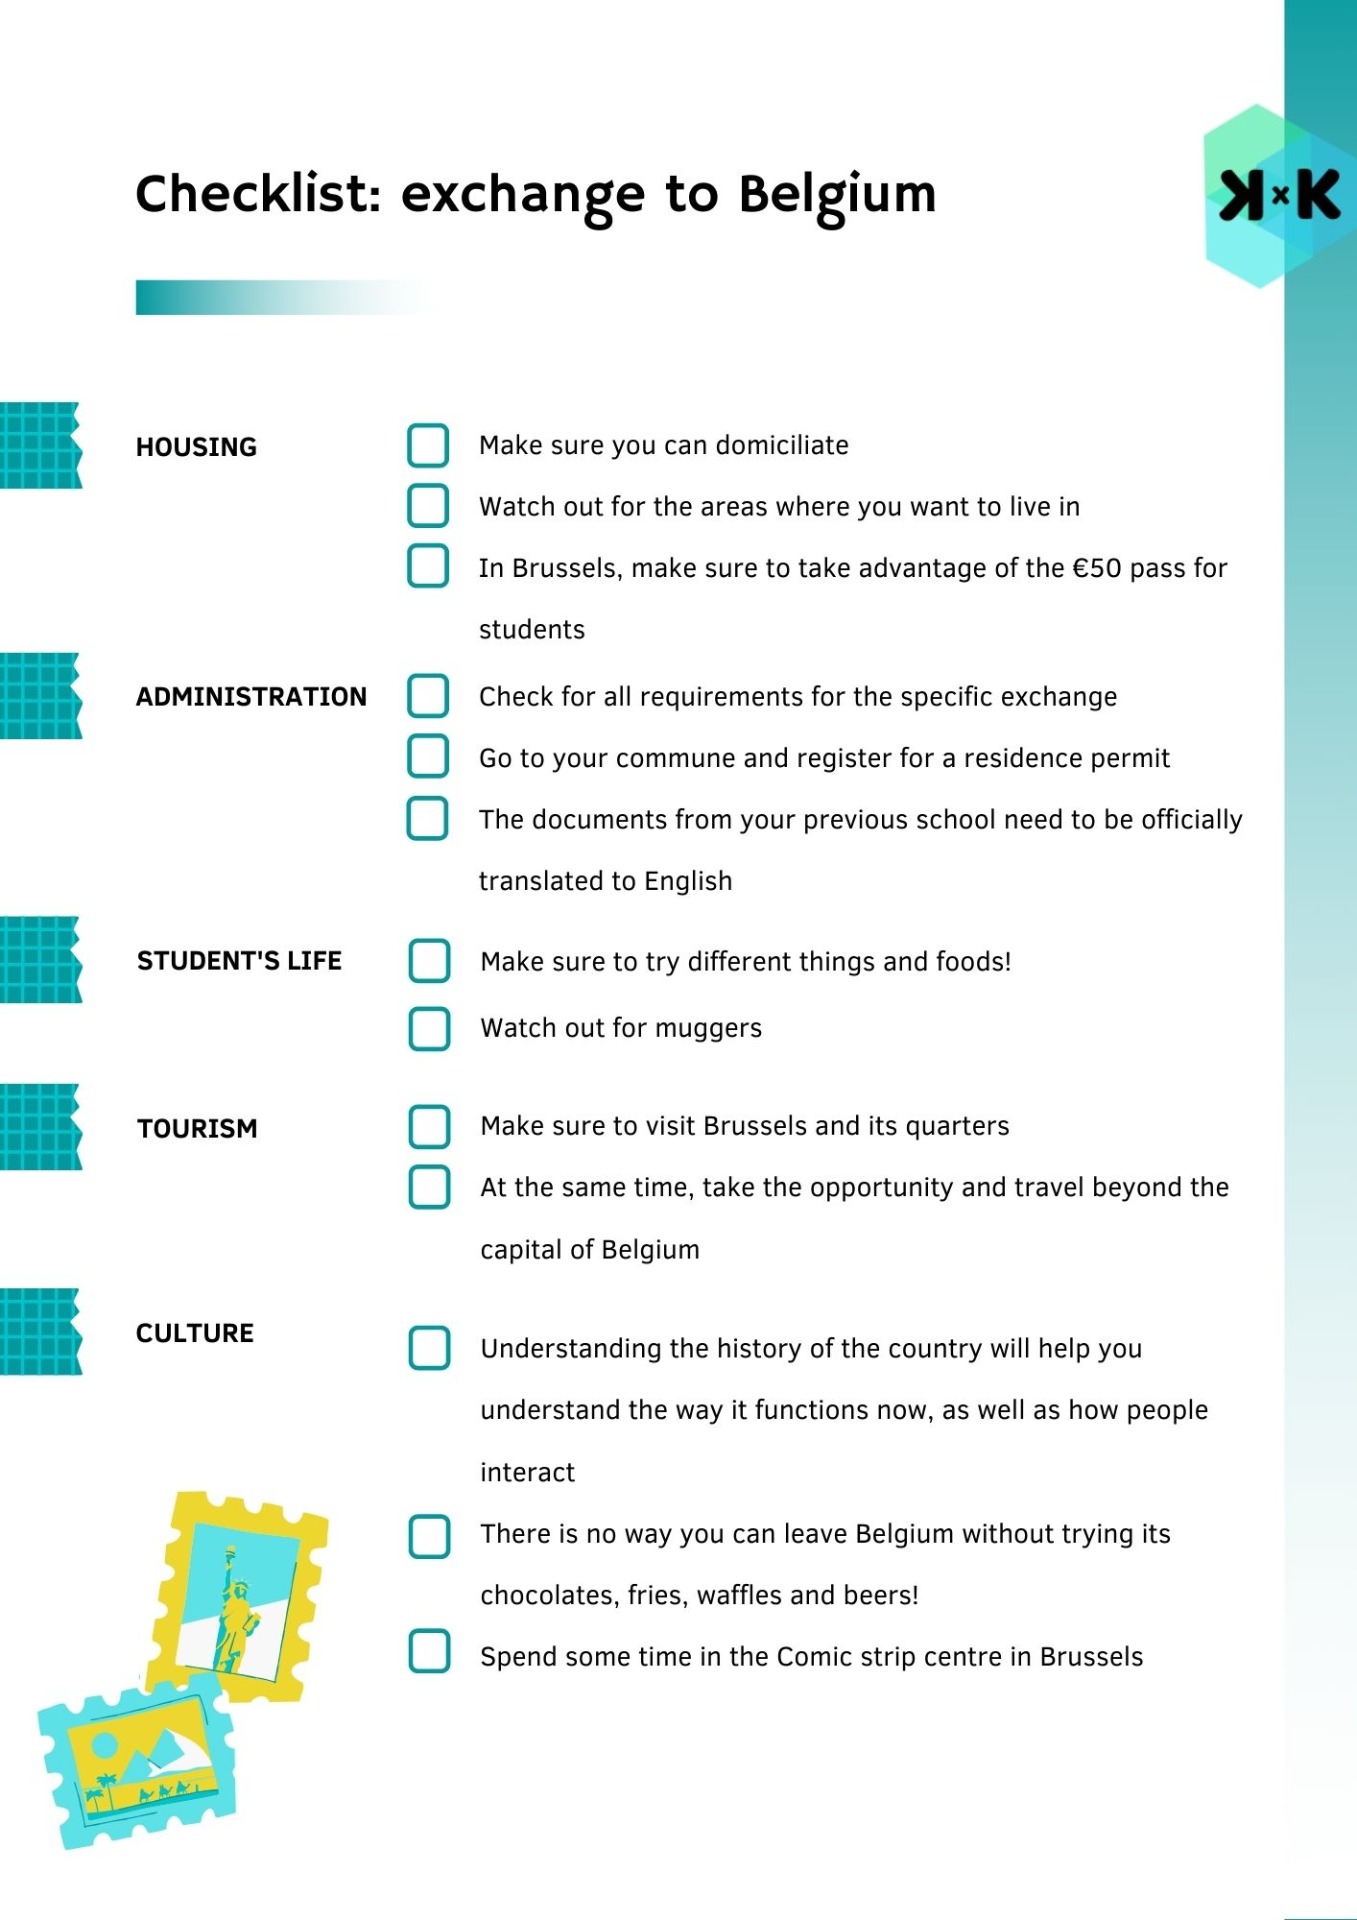 Checklist: exchange to Belgium
K x K
HOUSING
Make sure you can domiciliate
Watch out for the areas where you want to live in
In Brussels, make sure to take advantage of the €50 pass for
students
ADMINISTRATION
Check for all requirements for the specific exchange
Go to your commune and register for a residence permit
The documents from your previous school need to be officially
translated to English
STUDENT'S LIFE
Make sure to try different things and foods!
Watch out for muggers
TOURISM
Make sure to visit Brussels and its quarters
At the same time, take the opportunity and travel beyond the
capital of Belgium
CULTURE
Understanding the history of the country will help you
understand the way it functions now, as well as how people
interact
There is no way you can leave Belgium without trying its
chocolates, fries, waffles and beers!
Spend some time in the Comic strip centre in Brussels